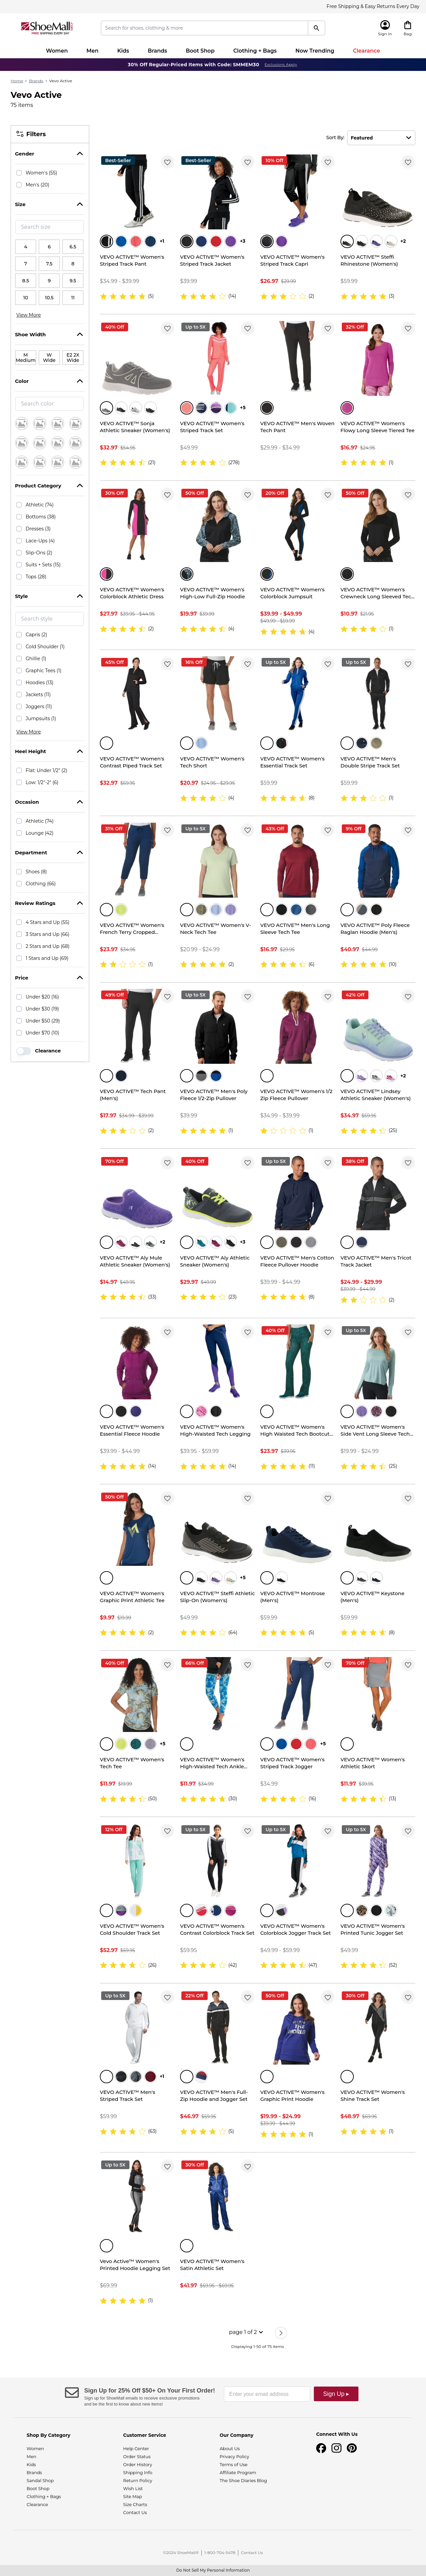 Free Shipping & Easy Returns Every Day
ShoeMall
FREE SHIPPING EVERY DAY
Search for shoes, clothing & more
Sign In
Bag
Women
Men
Kids
Brands
Boot Shop
Clothing + Bags
Now Trending
Clearance
30% Off Regular-Priced Items with Code: SMMEM30 Exclusions Apply
Home > Brands > Vevo Active
Vevo Active
75 items
Filters
Gender
Women's (55)
Men's (20)
Size
Search size
4 6 6.5
7 7.5 8
8.5 9 9.5
10 10.5 11
View More
Shoe Width
M Medium
W Wide
E2 2X Wide
Color
Search color
Product Category
Athletic (74)
Bottoms (38)
Dresses (3)
Lace-Ups (4)
Slip-Ons (2)
Suits + Sets (15)
Tops (28)
Style
Search style
Capris (2)
Cold Shoulder (1)
Ghillie (1)
Graphic Tees (1)
Hoodies (13)
Jackets (11)
Joggers (11)
Jumpsuits (1)
View More
Heel Height
Flat: Under 1/2" (2)
Low: 1/2"-2" (6)
Occasion
Athletic (74)
Lounge (42)
Department
Shoes (8)
Clothing (66)
Review Ratings
4 Stars and Up (55)
3 Stars and Up (66)
2 Stars and Up (68)
1 Stars and Up (69)
Price
Under $20 (16)
Under $30 (19)
Under $50 (29)
Under $70 (10)
Clearance
Sort By: Featured
Best-Seller
+1
VEVO ACTIVE™ Women's Striped Track Pant
$34.99 - $39.99
(5)
Best-Seller
+3
VEVO ACTIVE™ Women's Striped Track Jacket
$39.99
(14)
10% Off
VEVO ACTIVE™ Women's Striped Track Capri
$26.97 $29.99
(2)
+2
VEVO ACTIVE™ Steffi Rhinestone (Women's)
$59.99
(3)
40% Off
VEVO ACTIVE™ Sonja Athletic Sneaker (Women's)
$32.97 $54.95
(21)
Up to 5X
+5
VEVO ACTIVE™ Women's Striped Track Set
$49.99
(278)
VEVO ACTIVE™ Men's Woven Tech Pant
$29.99 - $34.99
32% Off
VEVO ACTIVE™ Women's Flowy Long Sleeve Tiered Tee
$16.97 $24.95
(1)
30% Off
VEVO ACTIVE™ Women's Colorblock Athletic Dress
$27.97 $39.95 - $44.95
(2)
50% Off
VEVO ACTIVE™ Women's High-Low Full-Zip Hoodie
$19.97 $39.99
(4)
20% Off
VEVO ACTIVE™ Women's Colorblock Jumpsuit
$39.99 - $49.99
$49.99 - $59.99
(4)
50% Off
VEVO ACTIVE™ Women's Crewneck Long Sleeved Tec...
$10.97 $21.95
(1)
45% Off
VEVO ACTIVE™ Women's Contrast Piped Track Set
$32.97 $59.95
16% Off
VEVO ACTIVE™ Women's Tech Short
$20.97 $24.95 - $29.95
(4)
Up to 5X
VEVO ACTIVE™ Women's Essential Track Set
$59.99
(8)
Up to 5X
VEVO ACTIVE™ Men's Double Stripe Track Set
$59.99
(1)
31% Off
VEVO ACTIVE™ Women's French Terry Cropped...
$23.97 $34.95
(1)
Up to 5X
VEVO ACTIVE™ Women's V-Neck Tech Tee
$20.99 - $24.99
(2)
43% Off
VEVO ACTIVE™ Men's Long Sleeve Tech Tee
$16.97 $29.95
(6)
9% Off
VEVO ACTIVE™ Poly Fleece Raglan Hoodie (Men's)
$40.97 $44.99
(10)
49% Off
VEVO ACTIVE™ Tech Pant (Men's)
$17.97 $34.99 - $39.99
(2)
Up to 5X
VEVO ACTIVE™ Men's Poly Fleece 1/2-Zip Pullover
$39.99
(1)
VEVO ACTIVE™ Women's 1/2 Zip Fleece Pullover
$34.99 - $39.99
(1)
42% Off
+2
VEVO ACTIVE™ Lindsey Athletic Sneaker (Women's)
$34.97 $59.95
(25)
70% Off
+2
VEVO ACTIVE™ Aly Mule Athletic Sneaker (Women's)
$14.97 $49.95
(33)
40% Off
+3
VEVO ACTIVE™ Aly Athletic Sneaker (Women's)
$29.97 $49.99
(23)
Up to 5X
VEVO ACTIVE™ Men's Cotton Fleece Pullover Hoodie
$39.99 - $44.99
(8)
38% Off
VEVO ACTIVE™ Men's Tricot Track Jacket
$24.99 - $29.99
$39.99 - $44.99
(2)
VEVO ACTIVE™ Women's Essential Fleece Hoodie
$39.99 - $44.99
(14)
VEVO ACTIVE™ Women's High-Waisted Tech Legging
$39.95 - $59.99
(14)
40% Off
VEVO ACTIVE™ Women's High Waisted Tech Bootcut...
$23.97 $39.95
(11)
Up to 5X
VEVO ACTIVE™ Women's Side Vent Long Sleeve Tech...
$19.99 - $24.99
(25)
50% Off
VEVO ACTIVE™ Women's Graphic Print Athletic Tee
$9.97 $19.99
(2)
+5
VEVO ACTIVE™ Steffi Athletic Slip-On (Women's)
$49.99
(64)
VEVO ACTIVE™ Montrose (Men's)
$59.99
(5)
VEVO ACTIVE™ Keystone (Men's)
$59.99
(8)
40% Off
+5
VEVO ACTIVE™ Women's Tech Tee
$11.97 $19.99
(50)
66% Off
VEVO ACTIVE™ Women's High-Waisted Tech Ankle...
$11.97 $34.99
(30)
+5
VEVO ACTIVE™ Women's Striped Track Jogger
$34.99
(16)
70% Off
VEVO ACTIVE™ Women's Athletic Skort
$11.97 $39.95
(13)
12% Off
VEVO ACTIVE™ Women's Cold Shoulder Track Set
$52.97 $59.95
(26)
Up to 5X
VEVO ACTIVE™ Women's Contrast Colorblock Track Set
$59.95
(42)
Up to 5X
VEVO ACTIVE™ Women's Colorblock Jogger Track Set
$49.99 - $59.99
(47)
Up to 5X
VEVO ACTIVE™ Women's Printed Tunic Jogger Set
$49.99
(52)
Up to 5X
+1
VEVO ACTIVE™ Men's Striped Track Set
$59.99
(63)
22% Off
VEVO ACTIVE™ Men's Full-Zip Hoodie and Jogger Set
$46.97 $59.95
(5)
50% Off
VEVO ACTIVE™ Women's Graphic Print Hoodie
$19.99 - $24.99
$39.99 - $44.99
(1)
30% Off
VEVO ACTIVE™ Women's Shine Track Set
$48.97 $69.95
(1)
Up to 5X
Vevo Active™ Women's Printed Hoodie Legging Set
$69.99
(1)
30% Off
VEVO ACTIVE™ Women's Satin Athletic Set
$41.97 $59.95 - $69.95
page 1 of 2
Displaying 1-50 of 75 items
Sign Up for 25% Off $50+ On Your First Order!
Sign up for ShoeMall emails to receive exclusive promotions
and be the first to know about new items!
Enter your email address
Sign Up ▸
Shop By Category
Women
Men
Kids
Brands
Sandal Shop
Boot Shop
Clothing + Bags
Clearance
Customer Service
Help Center
Order Status
Order History
Shipping Info
Return Policy
Wish List
Site Map
Size Charts
Contact Us
Our Company
About Us
Privacy Policy
Terms of Use
Affiliate Program
The Shoe Diaries Blog
Connect With Us
©2024 ShoeMall® | 1-800-704-5478 | Contact Us
Do Not Sell My Personal Information